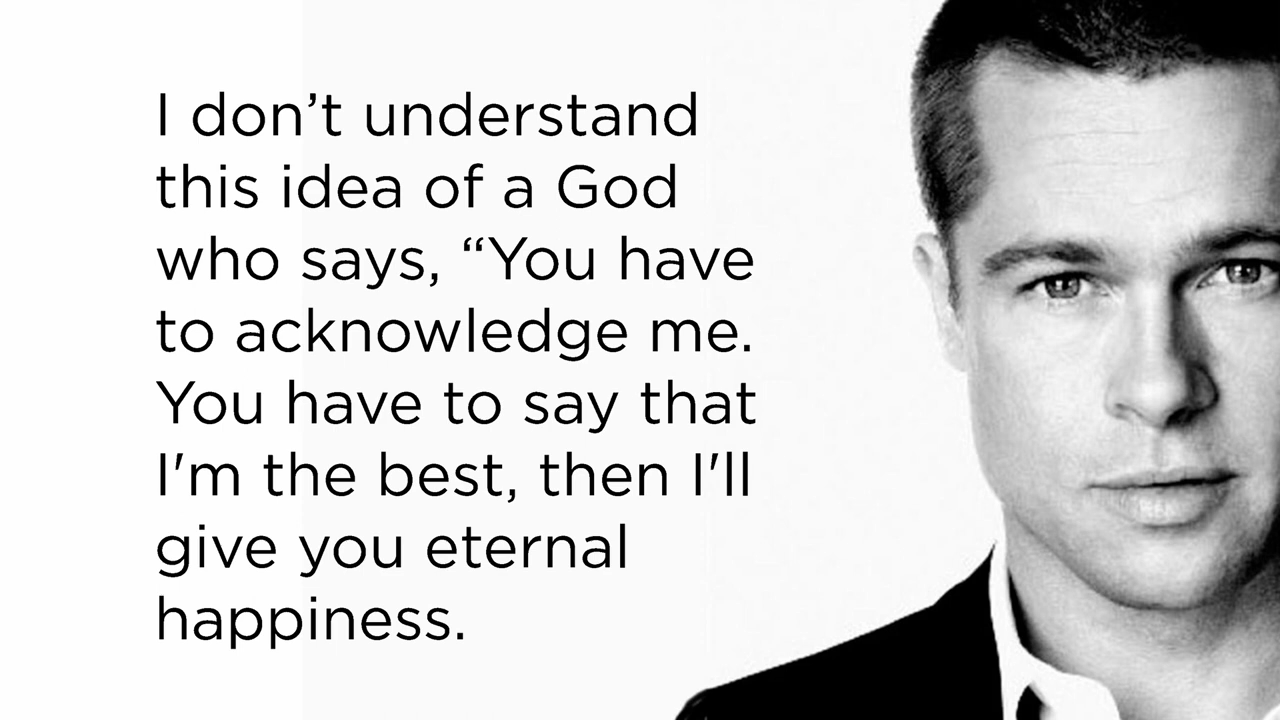 I don’t understand
this idea of a God
who says, “You have
to acknowledge me.
You have to say that
I'm the best, then I'll
give you eternal
happiness.